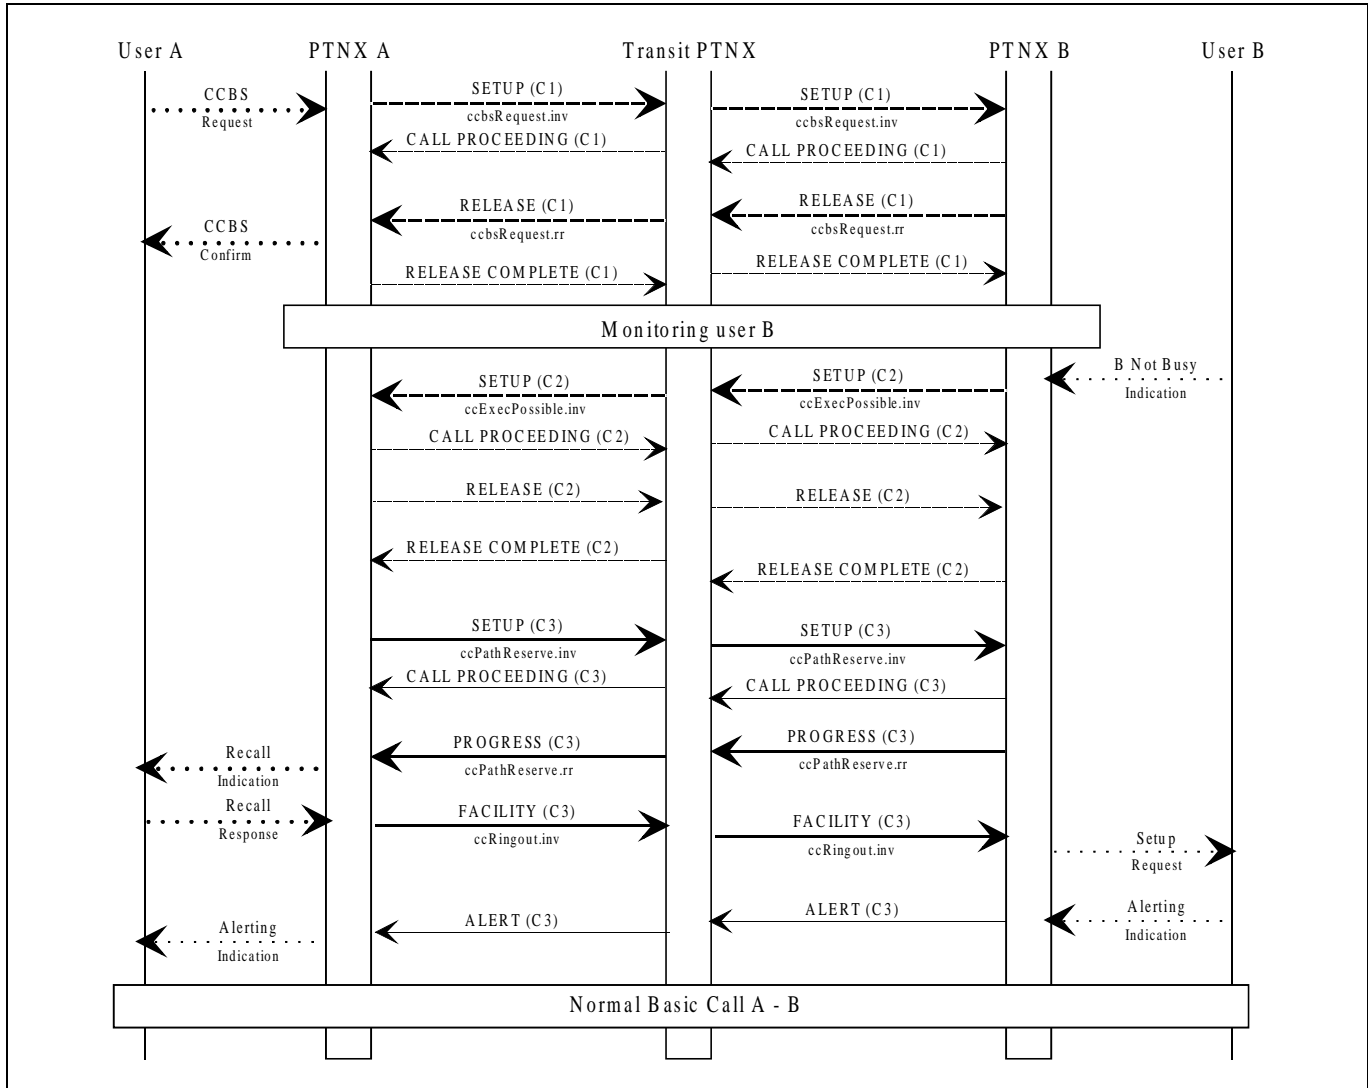 User A PTNX A Transit PTNX PTNX B User B
CCBS SETUP (C1) SETUP (C1)
Request ccbsRequest.inv ccbsRequest.inv
CALL PROCEEDING (C1) CALL PROCEEDING (C1)
RELEASE (C1) RELEASE (C1)
CCBS ccbsRequest.rr ccbsRequest.rr
Confirm
RELEASE COMPLETE (C1) RELEASE COMPLETE (C1)
Monitoring user B
SETUP (C2) SETUP (C2) B Not Busy
ccExecPossible.inv ccExecPossible.inv Indication
CALL PROCEEDING (C2) CALL PROCEEDING (C2)
RELEASE (C2) RELEASE (C2)
RELEASE COMPLETE (C2) RELEASE COMPLETE (C2)
SETUP (C3) SETUP (C3)
ccPathReserve.inv ccPathReserve.inv
CALL PROCEEDING (C3) CALL PROCEEDING (C3)
Recall PROGRESS (C3) PROGRESS (C3)
Indication ccPathReserve.rr ccPathReserve.rr
Recall FACILITY (C3) FACILITY (C3)
Response ccRingout.inv ccRingout.inv Setup
Request
Alerting ALERT (C3) ALERT (C3) Alerting
Indication Indication
Normal Basic Call A - B